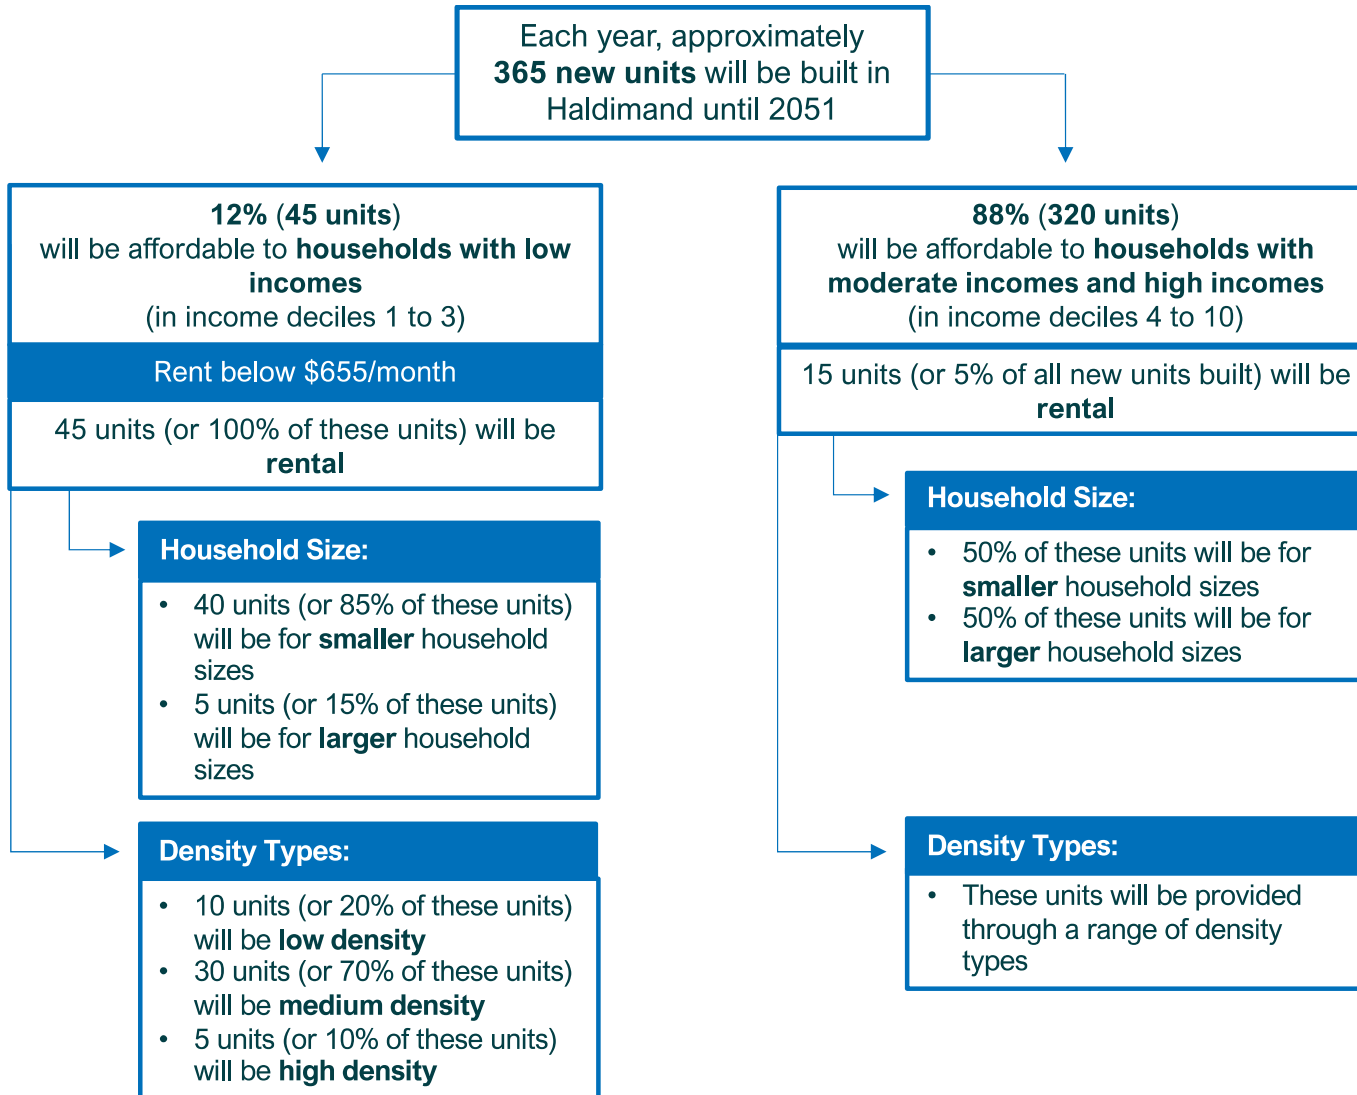 Each year, approximately
365 new units will be built in
Haldimand until 2051
12% (45 units)
will be affordable to households with low
incomes
(in income deciles 1 to 3)
Rent below $655/month
45 units (or 100% of these units) will be
rental
Household Size:
• 40 units (or 85% of these units)
will be for smaller household
sizes
• 5 units (or 15% of these units)
will be for larger household
sizes
Density Types:
• 10 units (or 20% of these units)
will be low density
• 30 units (or 70% of these units)
will be medium density
• 5 units (or 10% of these units)
will be high density
88% (320 units)
will be affordable to households with
moderate incomes and high incomes
(in income deciles 4 to 10)
15 units (or 5% of all new units built) will be
rental
Household Size:
• 50% of these units will be for
smaller household sizes
• 50% of these units will be for
larger household sizes
Density Types:
• These units will be provided
through a range of density
types